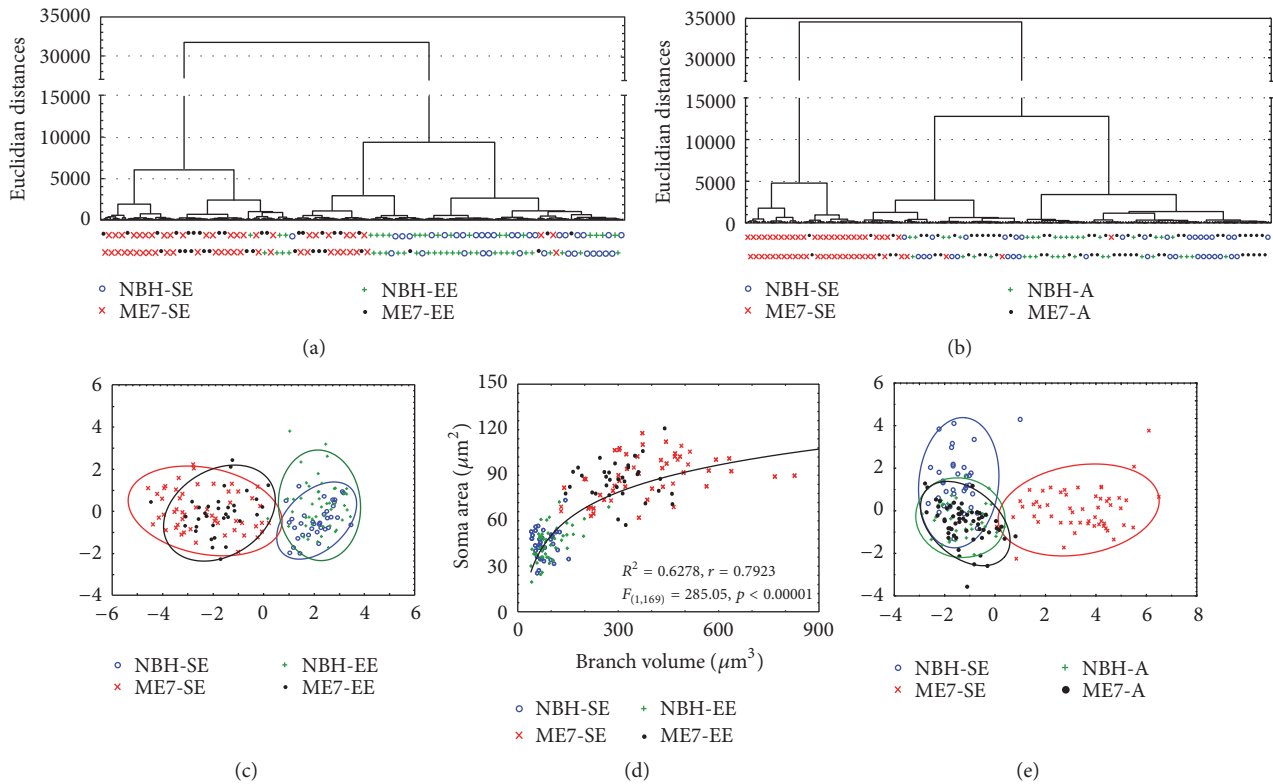 35000
30000
15000
10000
5000
0
Euclidian distances
NBH-SE
NBH-EE
ME7-SE
ME7-EE
(a)
35000
30000
15000
10000
5000
0
Euclidian distances
NBH-SE
NBH-A
ME7-SE
ME7-A
(b)
6
4
2
0
−2
−4
−6 −4 −2 0 2 4 6
NBH-SE
NBH-EE
ME7-SE
ME7-EE
(c)
150
120
90
60
30
0
Soma area (μm²)
R² = 0.6278, r = 0.7923
F(1,169) = 285.05, p < 0.00001
0 300 600 900
Branch volume (μm³)
NBH-SE
NBH-EE
ME7-SE
ME7-EE
(d)
6
4
2
0
−2
−4
−4 −2 0 2 4 6 8
NBH-SE
NBH-A
ME7-SE
ME7-A
(e)